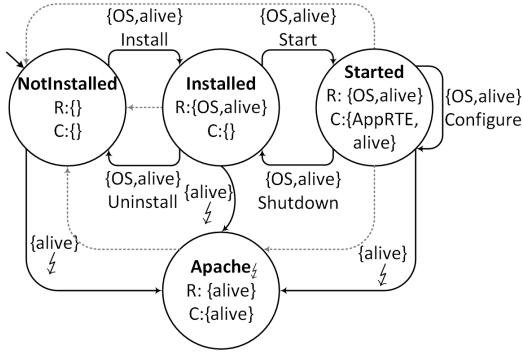 {OS,alive}
Install
{OS,alive}
Start
NotInstalled
R:{}
C:{}
Installed
R:{OS,alive}
C:{}
Started
R: {OS,alive}
C:{AppRTE,
alive}
{OS,alive}
Configure
{OS,alive}
Uninstall
{alive}
{OS,alive}
Shutdown
{alive}
{alive}
Apache
R: {alive}
C:{alive}